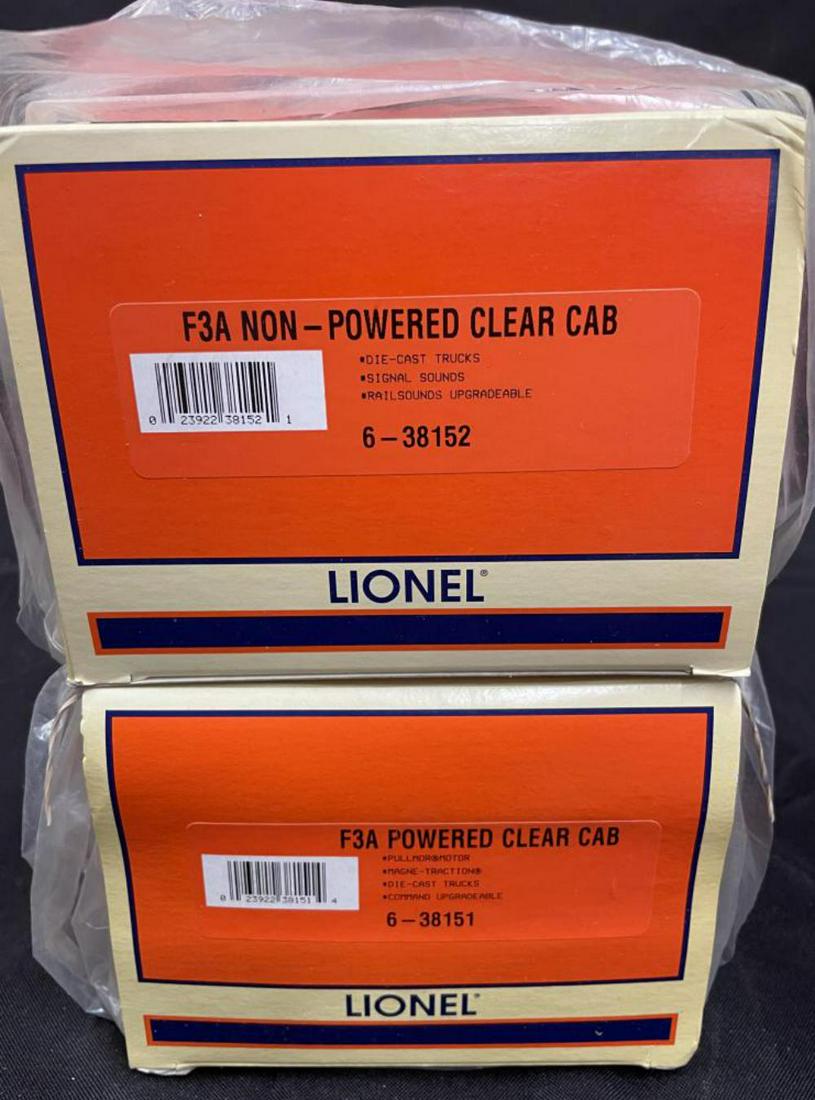 F3A NON-POWERED CLEAR CAB
*DIE-CAST TRUCKS
*SIGNAL SOUNDS
*RAILSOUNDS UPGRADEABLE
0 23922 38152 1
6-38152
LIONEL®
F3A POWERED CLEAR CAB
*PULLMOR®MOTOR
*MAGNE-TRACTION®
*DIE-CAST TRUCKS
*COMMAND UPGRADEABLE
0 23922 38151 4
6-38151
LIONEL®